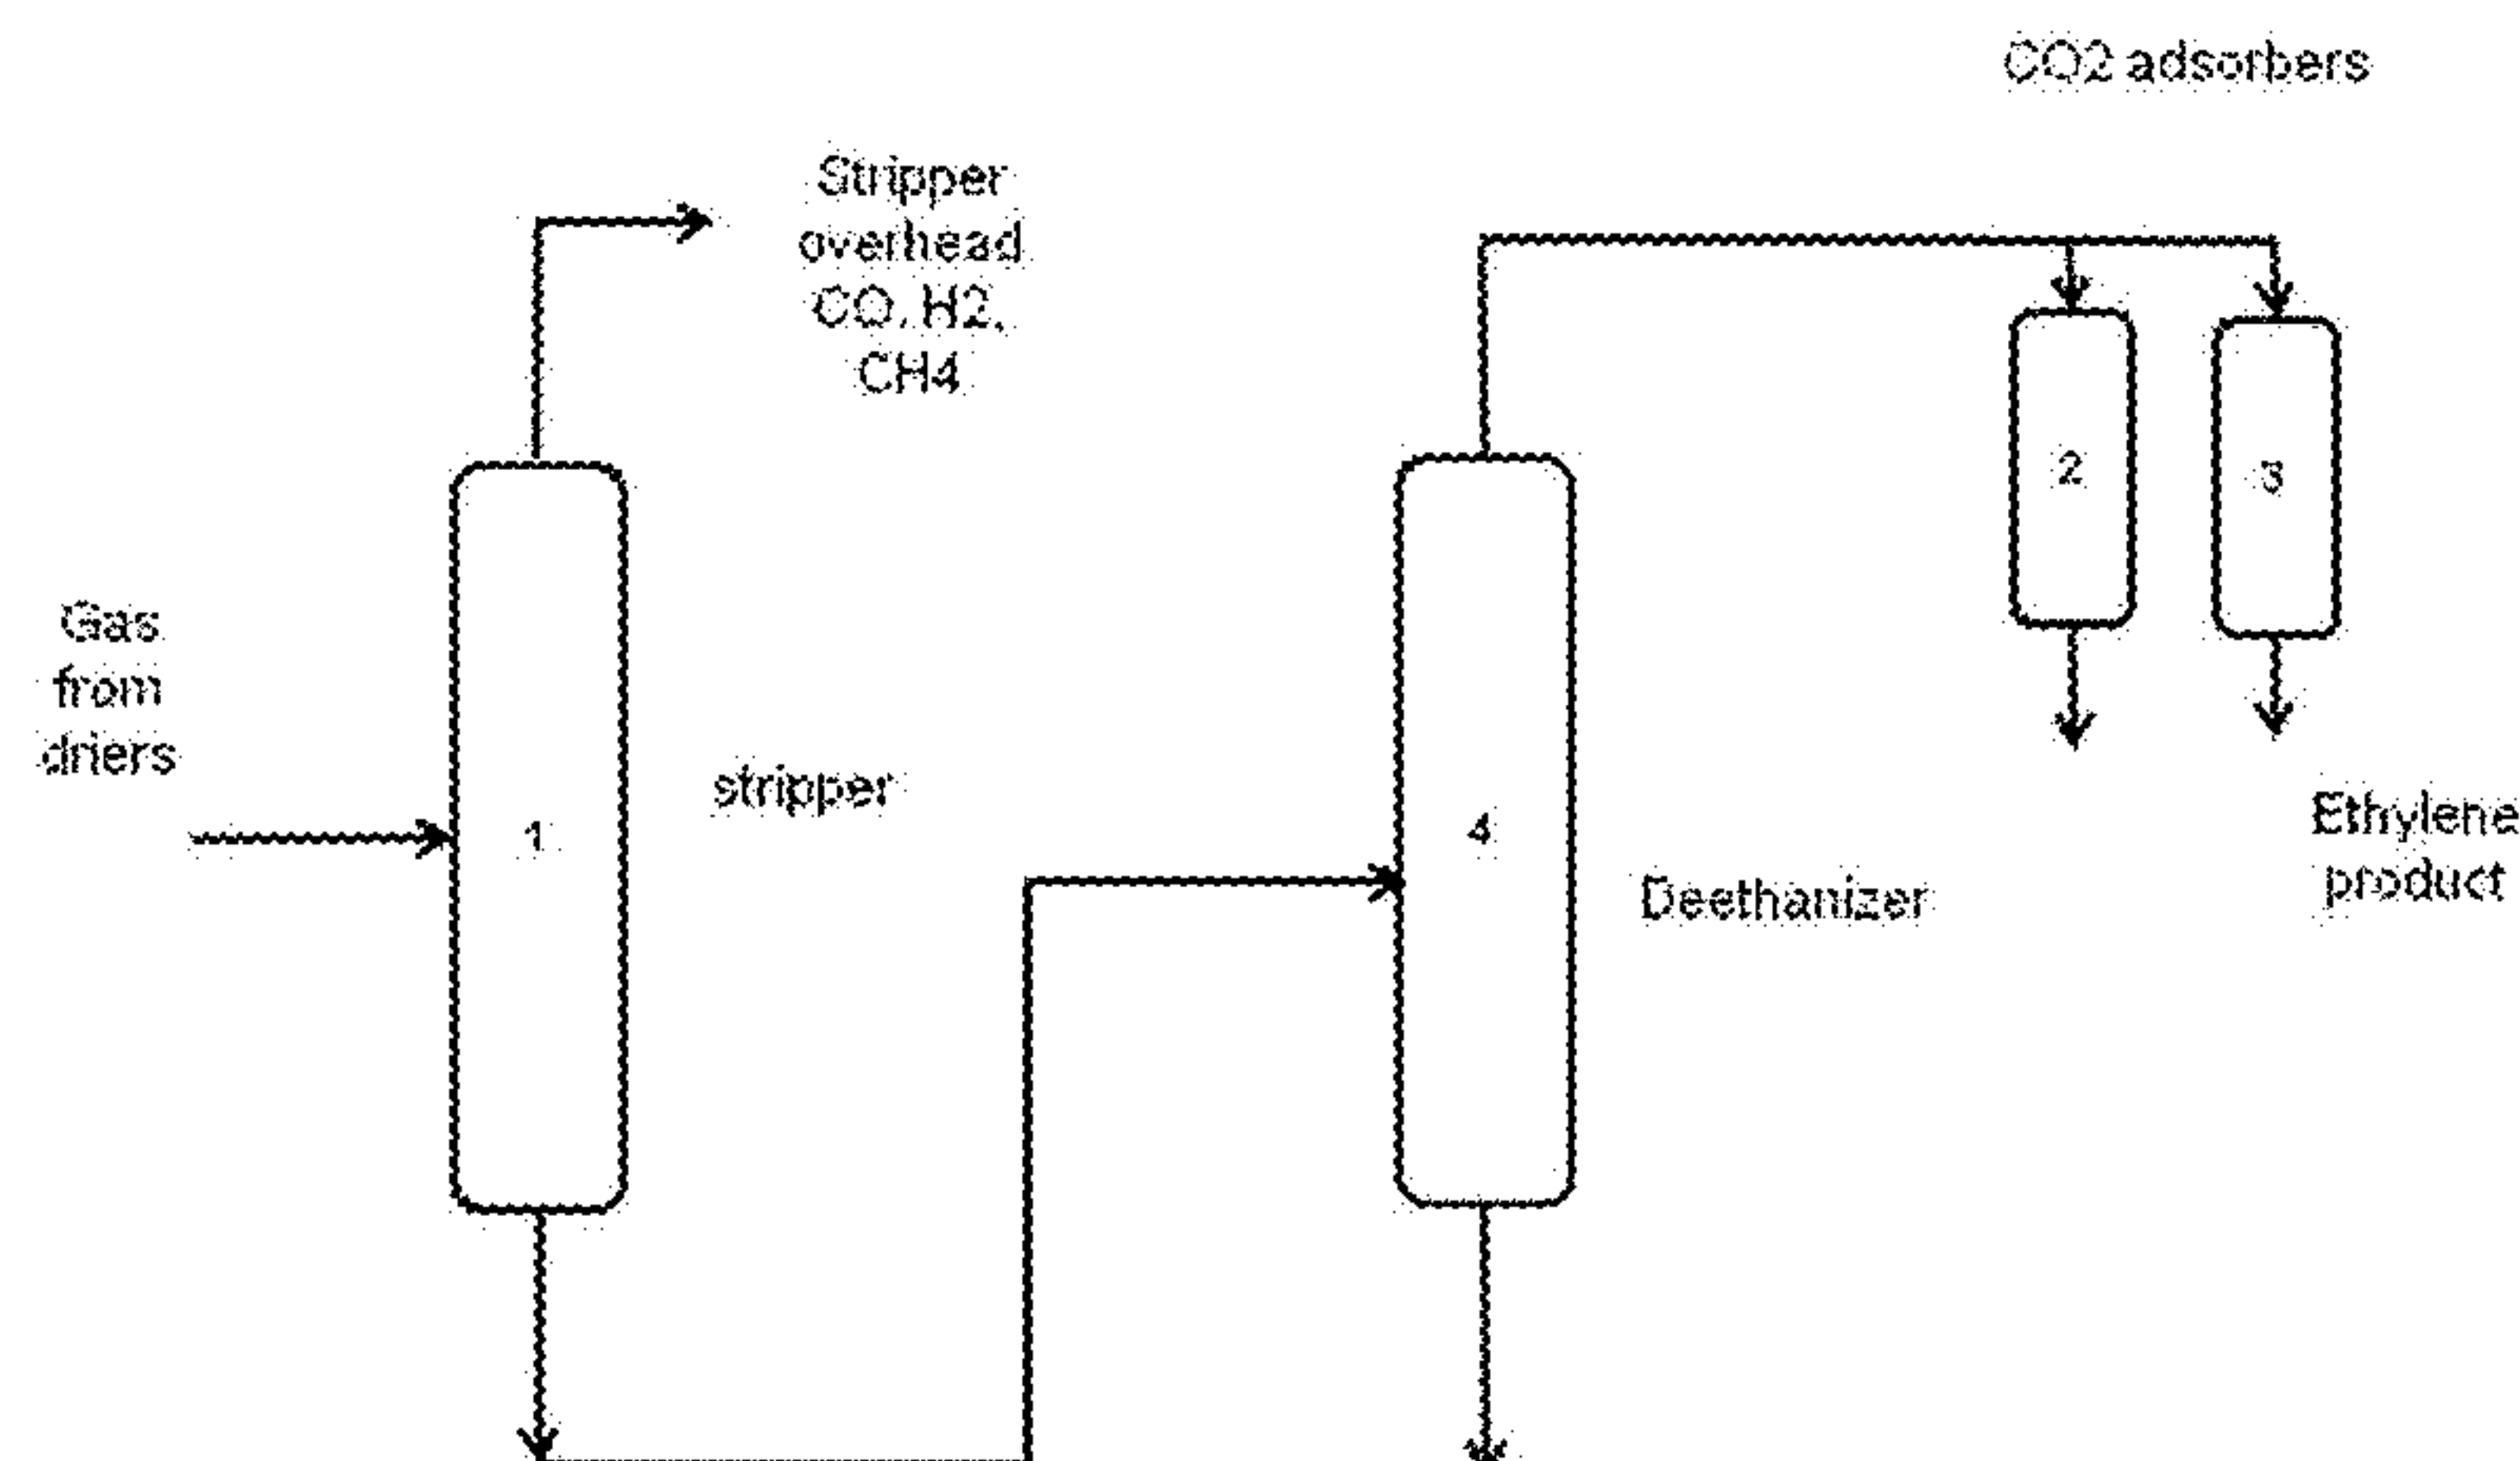 CO2 adsorbers
Stripper
overhead
CO, H2,
CH4
2
3
Gas
from
driers
stripper
1
4
Deethanizer
Ethylene
product